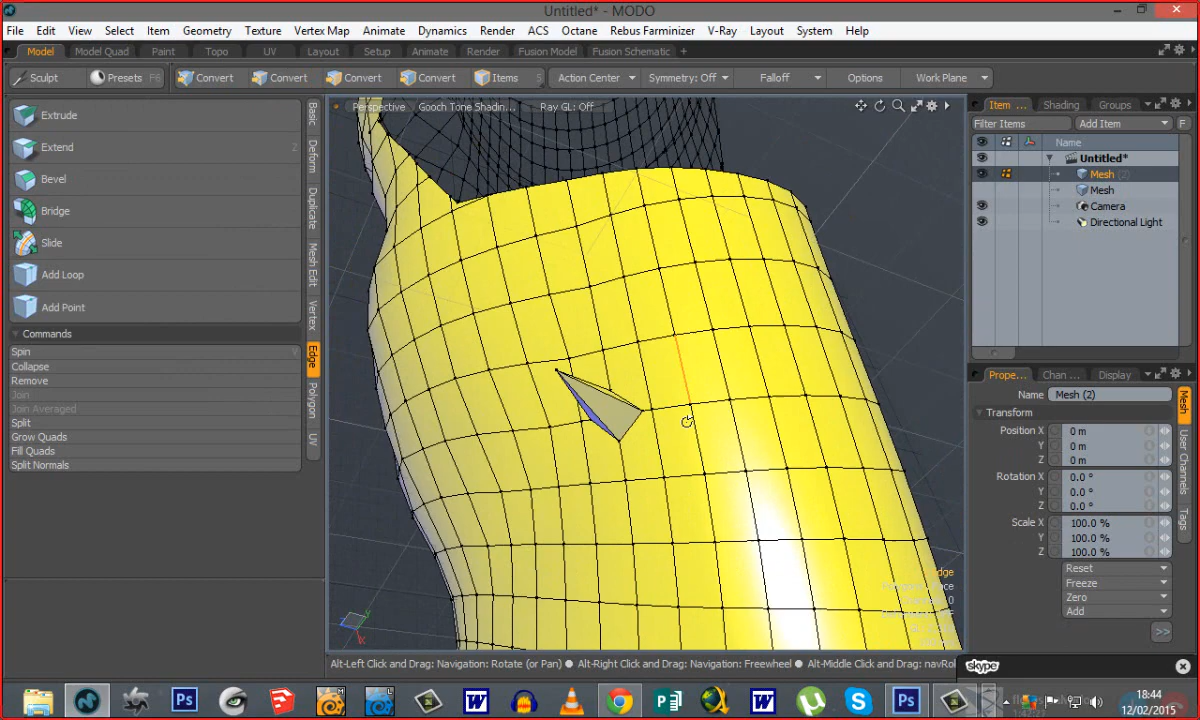 Untitled* - MODO
File Edit View Select Item Geometry Texture Vertex Map Animate Dynamics Render ACS Octane Rebus Farminizer V-Ray Layout System Help
Model Model Quad Paint Topo UV Layout Setup Animate Render Fusion Model Fusion Schematic +
Sculpt Presets F6 Convert Convert Convert Convert Items 5 Action Center Symmetry: Off Falloff Options Work Plane
Extrude
Extend 2
Bevel
Bridge
Slide
Add Loop
Add Point
Commands
Spin
Collapse
Remove
Join
Join Averaged
Split
Grow Quads
Fill Quads
Split Normals
Basic
Deform
Duplicate
Mesh Edit
Vertex
Edge
Polygon
UV
Perspective Gooch Tone Shadin... Ray GL: Off
Alt-Left Click and Drag: Navigation: Rotate (or Pan) ● Alt-Right Click and Drag: Navigation: Freewheel ● Alt-Middle Click and Drag: navRol
Item ... Shading Groups
Filter Items Add Item F
Name
Untitled*
Mesh (2)
Mesh
Camera
Directional Light
Prope... Chan ... Display
Name Mesh (2)
Transform
Position X 0 m
Y 0 m
Z 0 m
Rotation X 0.0 °
Y 0.0 °
Z 0.0 °
Scale X 100.0 %
Y 100.0 %
Z 100.0 %
Reset
Freeze
Zero
Add
>>
Mesh
User Channels
Tags
skype
18:44
12/02/2015